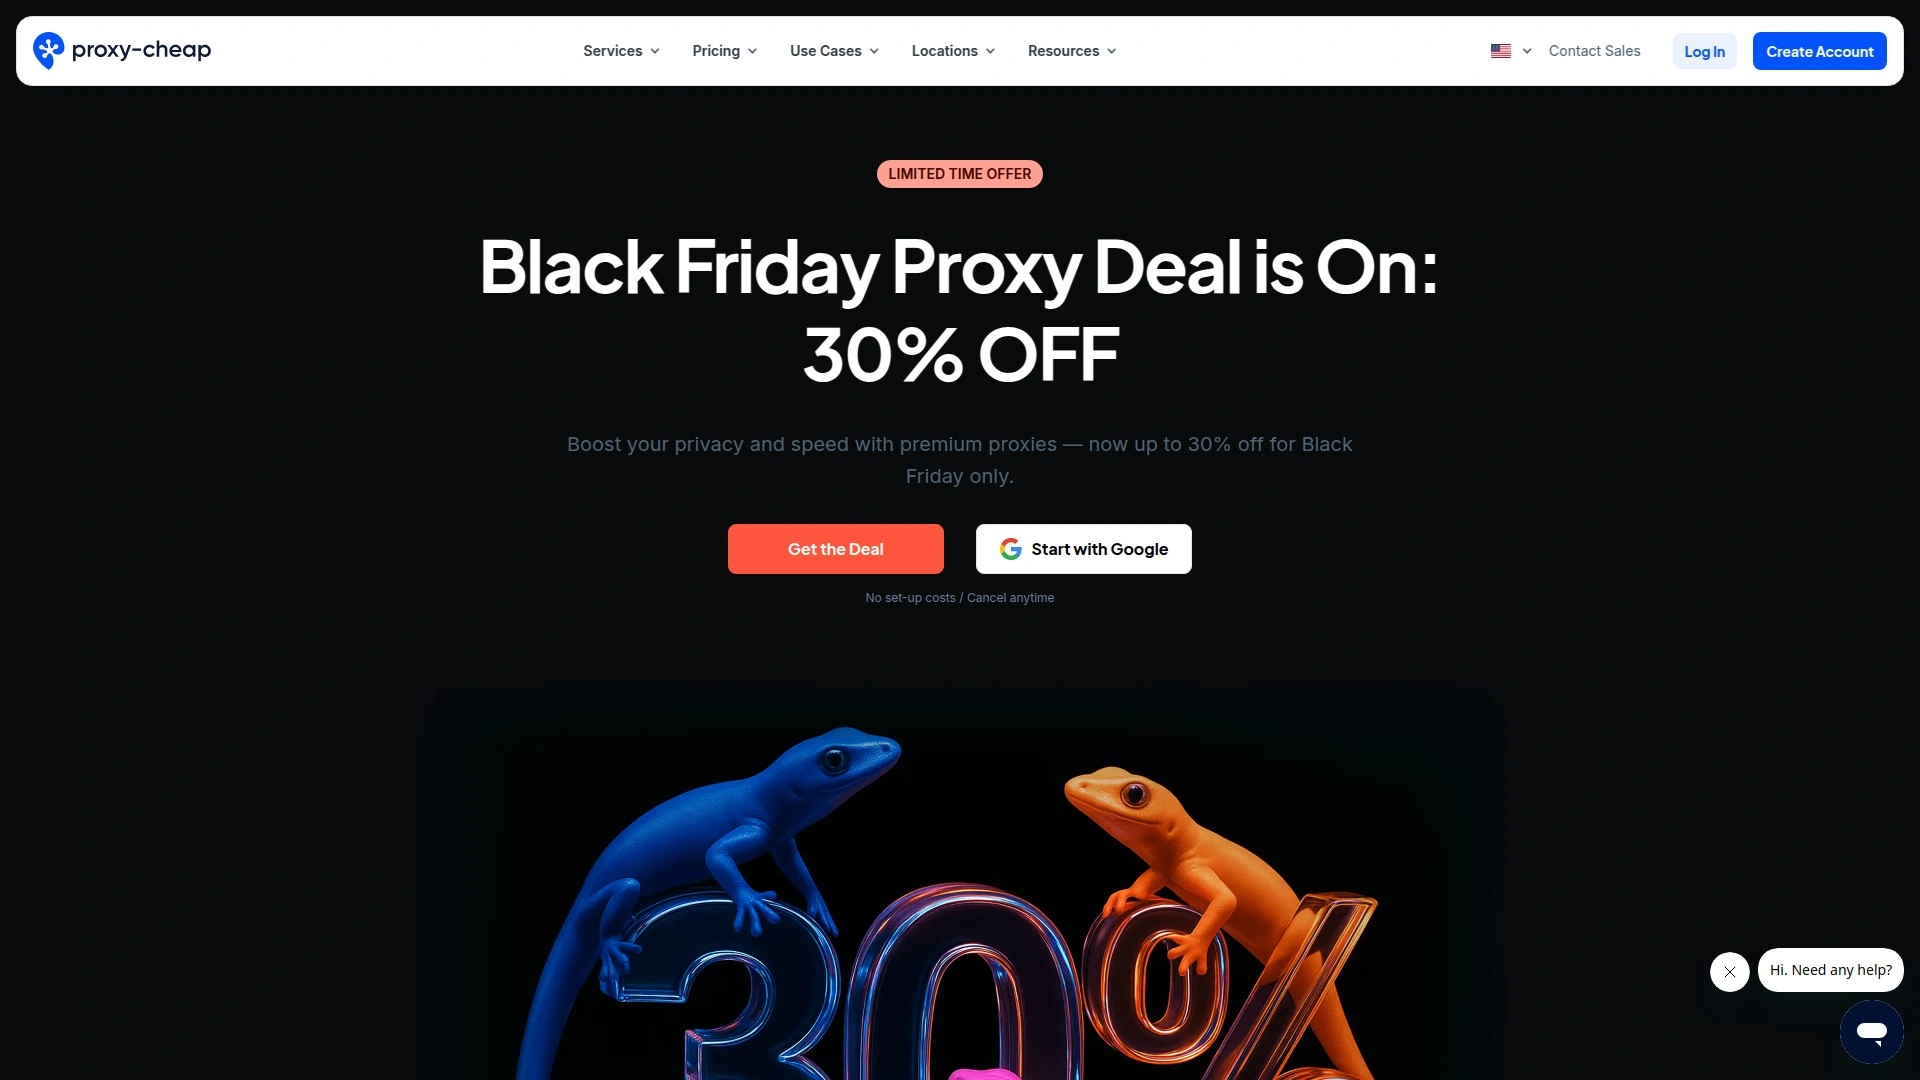 proxy-cheap
Services
Pricing
Use Cases
Locations
Resources
Contact Sales
Log In
Create Account
LIMITED TIME OFFER
Black Friday Proxy Deal is On:
30% OFF
Boost your privacy and speed with premium proxies — now up to 30% off for Black
Friday only.
Get the Deal
Start with Google
No set-up costs / Cancel anytime
30%
Hi. Need any help?